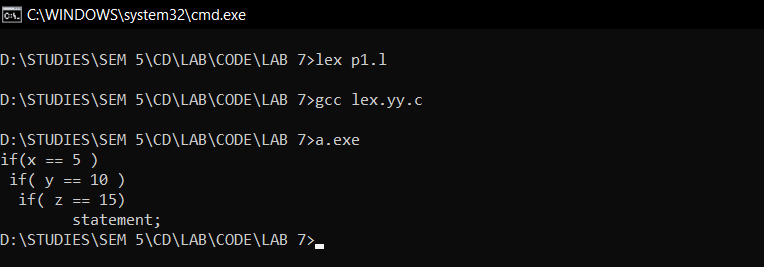 C:\WINDOWS\system32\cmd.exe
D:\STUDIES\SEM 5\CD\LAB\CODE\LAB 7>lex p1.l
D:\STUDIES\SEM 5\CD\LAB\CODE\LAB 7>gcc lex.yy.c
D:\STUDIES\SEM 5\CD\LAB\CODE\LAB 7>a.exe
if(x == 5 )
 if( y == 10 )
  if( z == 15)
        statement;
D:\STUDIES\SEM 5\CD\LAB\CODE\LAB 7>